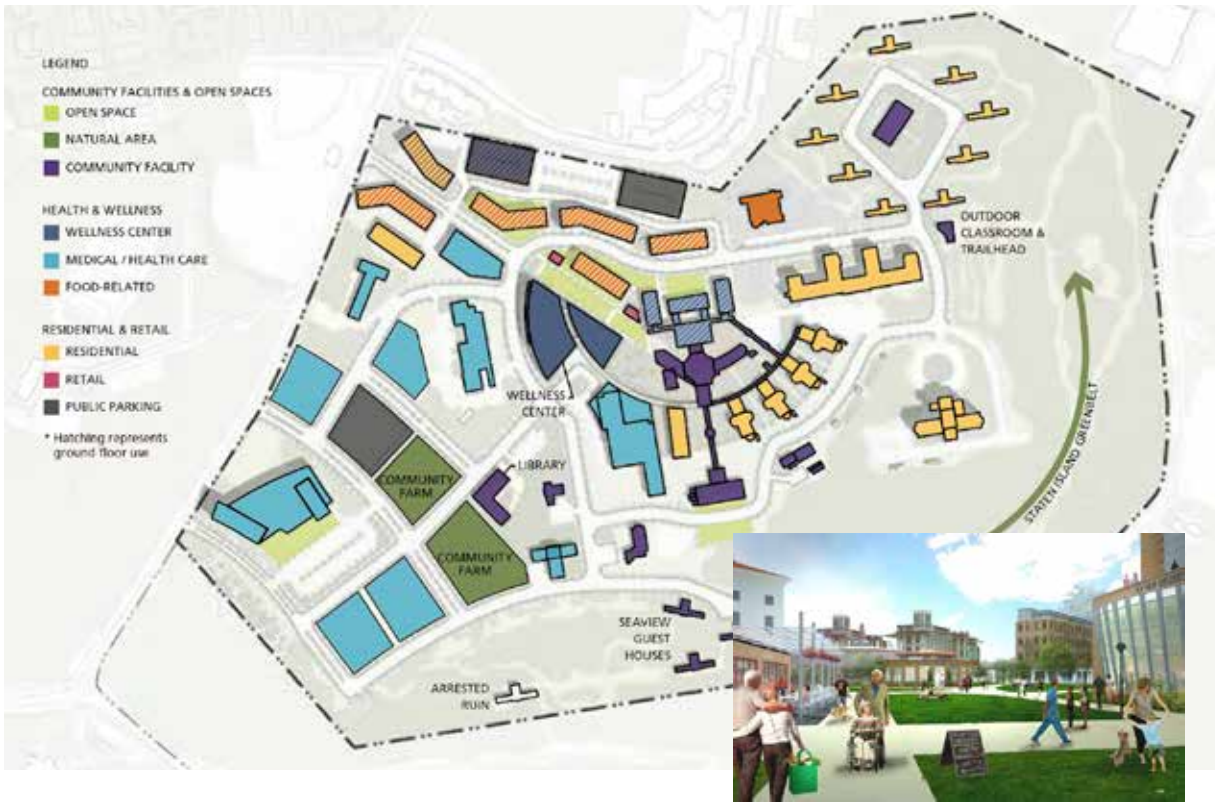 LEGEND
COMMUNITY FACILITIES & OPEN SPACES
OPEN SPACE
NATURAL AREA
COMMUNITY FACILITY
HEALTH & WELLNESS
WELLNESS CENTER
MEDICAL / HEALTH CARE
FOOD-RELATED
RESIDENTIAL & RETAIL
RESIDENTIAL
RETAIL
PUBLIC PARKING
* Hatching represents
ground floor use
OUTDOOR
CLASSROOM &
TRAILHEAD
WELLNESS
CENTER
LIBRARY
COMMUNITY
FARM
COMMUNITY
FARM
STATEN ISLAND GREENBELT
SEAVIEW
GUEST
HOUSES
ARRESTED
RUIN